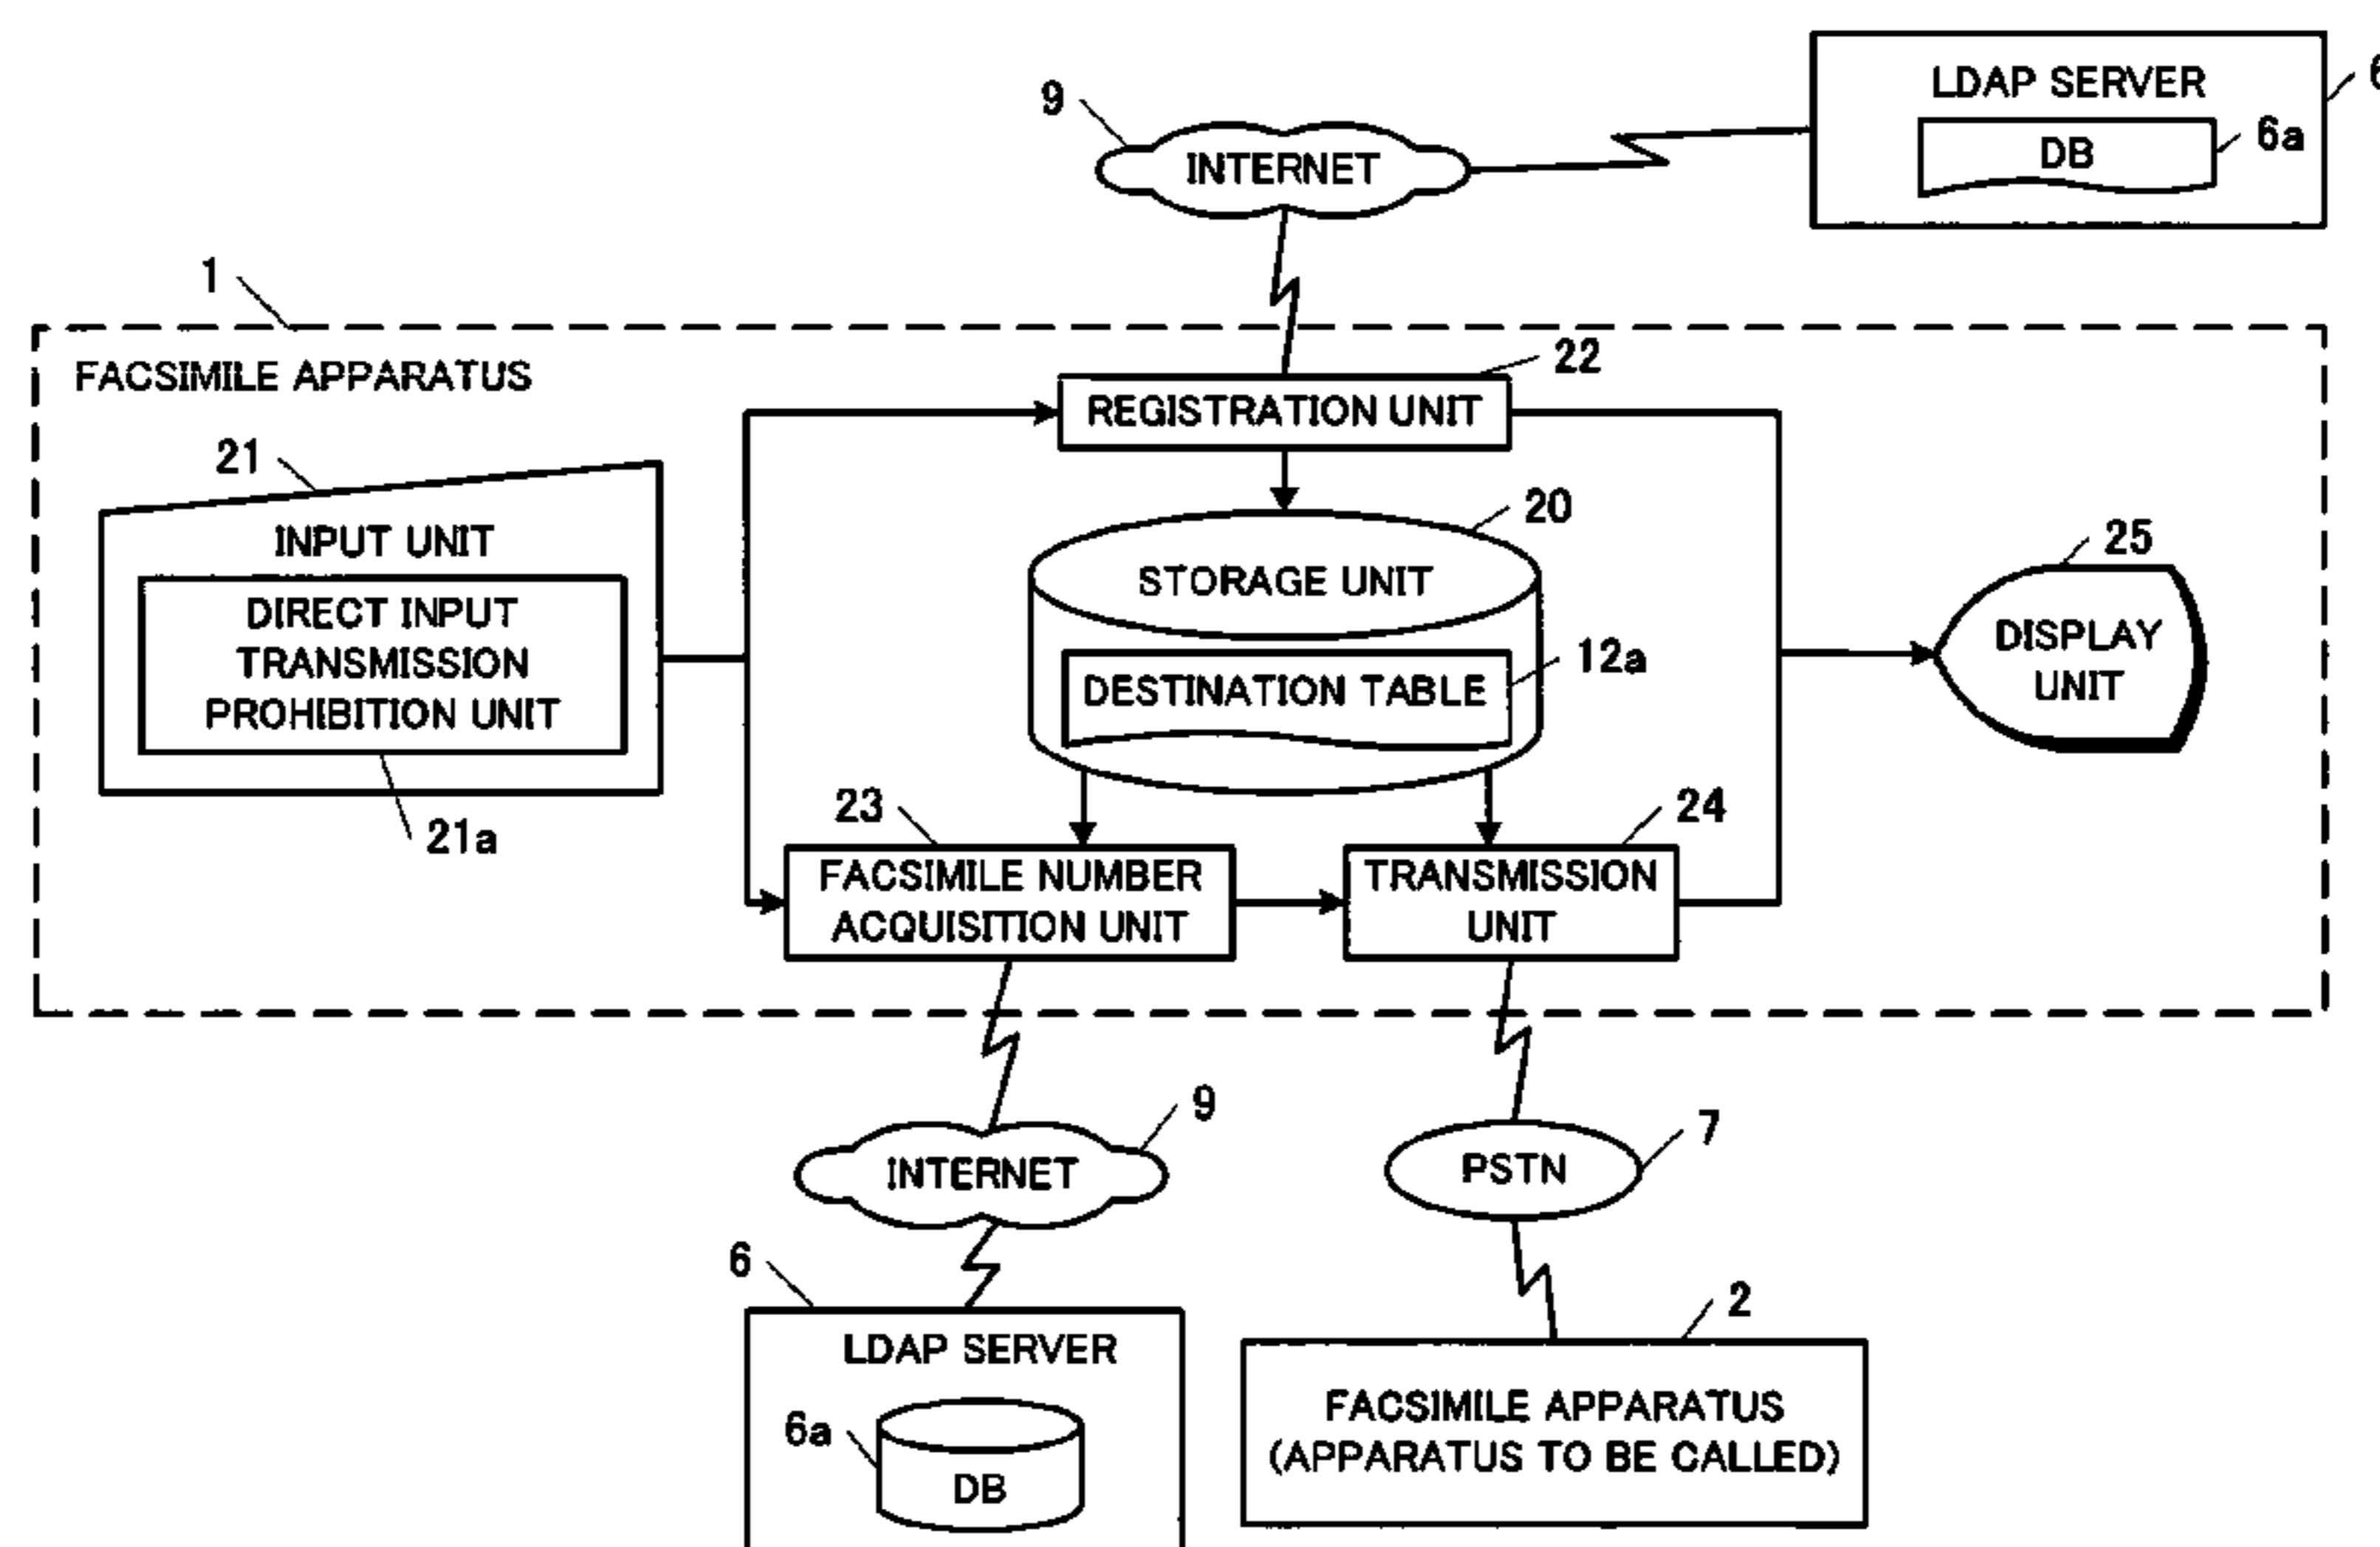 LDAP SERVER
6
9
INTERNET
DB
6a
1
FACSIMILE APPARATUS
22
REGISTRATION UNIT
21
INPUT UNIT
20
STORAGE UNIT
25
DIRECT INPUT
TRANSMISSION
PROHIBITION UNIT
12a
DESTINATION TABLE
DISPLAY
UNIT
21a
23
24
FACSIMILE NUMBER
ACQUISITION UNIT
TRANSMISSION
UNIT
9
INTERNET
7
PSTN
6
LDAP SERVER
2
6a
DB
FACSIMILE APPARATUS
(APPARATUS TO BE CALLED)